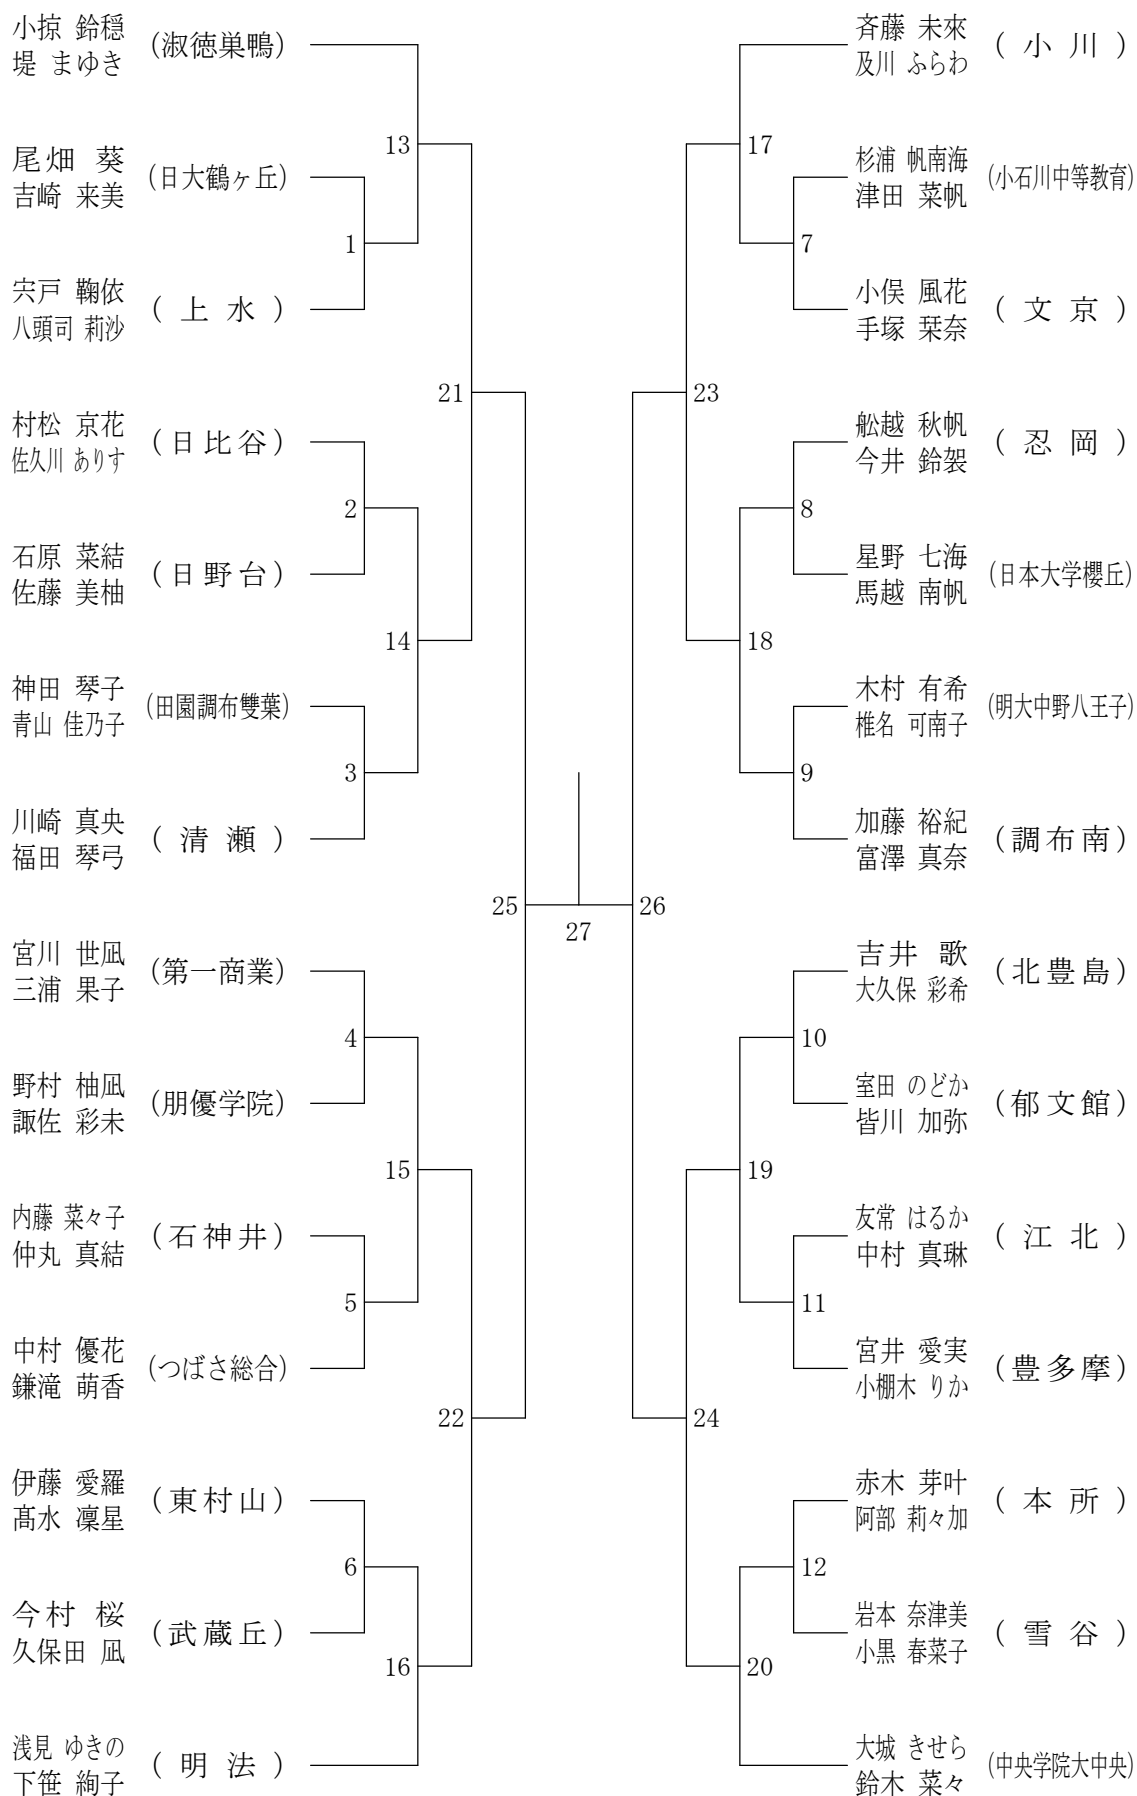 小掠 鈴穏
堤 まゆき
(淑徳巣鴨)
尾畑 葵
吉崎 来美
(日大鶴ヶ丘)
宍戸 鞠依
八頭司 莉沙
(上水)
村松 京花
佐久川 ありす
(日比谷)
石原 菜結
佐藤 美柚
(日野台)
神田 琴子
青山 佳乃子
(田園調布雙葉)
川崎 真央
福田 琴弓
(清瀬)
宮川 世凪
三浦 果子
(第一商業)
野村 柚凪
諏佐 彩未
(朋優学院)
内藤 菜々子
仲丸 真結
(石神井)
中村 優花
鎌滝 萌香
(つばさ総合)
伊藤 愛羅
髙水 凜星
(東村山)
今村 桜
久保田 凪
(武蔵丘)
浅見 ゆきの
下笹 絢子
(明法)
1
2
3
4
5
6
13
14
15
16
21
22
25
27
26
23
24
17
18
19
20
7
8
9
10
11
12
斉藤 未來
及川 ふらわ
(小川)
杉浦 帆南海
津田 菜帆
(小石川中等教育)
小俣 風花
手塚 栞奈
(文京)
舩越 秋帆
今井 鈴袈
(忍岡)
星野 七海
馬越 南帆
(日本大学櫻丘)
木村 有希
椎名 可南子
(明大中野八王子)
加藤 裕紀
富澤 真奈
(調布南)
吉井 歌
大久保 彩希
(北豊島)
室田 のどか
皆川 加弥
(郁文館)
友常 はるか
中村 真琳
(江北)
宮井 愛実
小棚木 りか
(豊多摩)
赤木 芽叶
阿部 莉々加
(本所)
岩本 奈津美
小黒 春菜子
(雪谷)
大城 きせら
鈴木 菜々
(中央学院大中央)